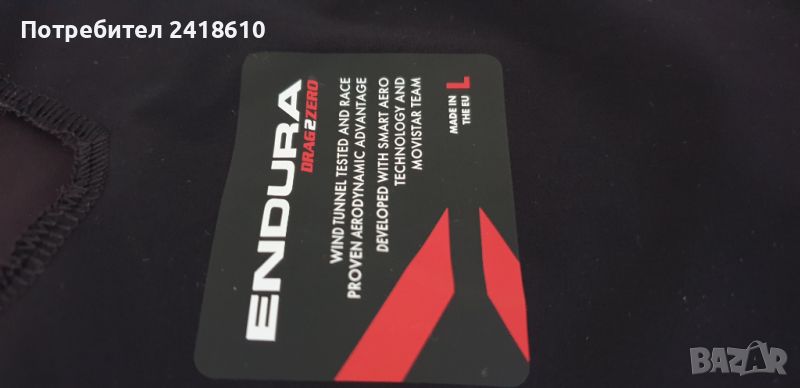 Потребител 2418610
ENDURA
DRAG2ZERO
WIND TUNNEL TESTED AND RACE
PROVEN AERODYNAMIC ADVANTAGE
DEVELOPED WITH SMART AERO
TECHNOLOGY AND
MOVISTAR TEAM
MADE IN
THE EU
L
BAZAR